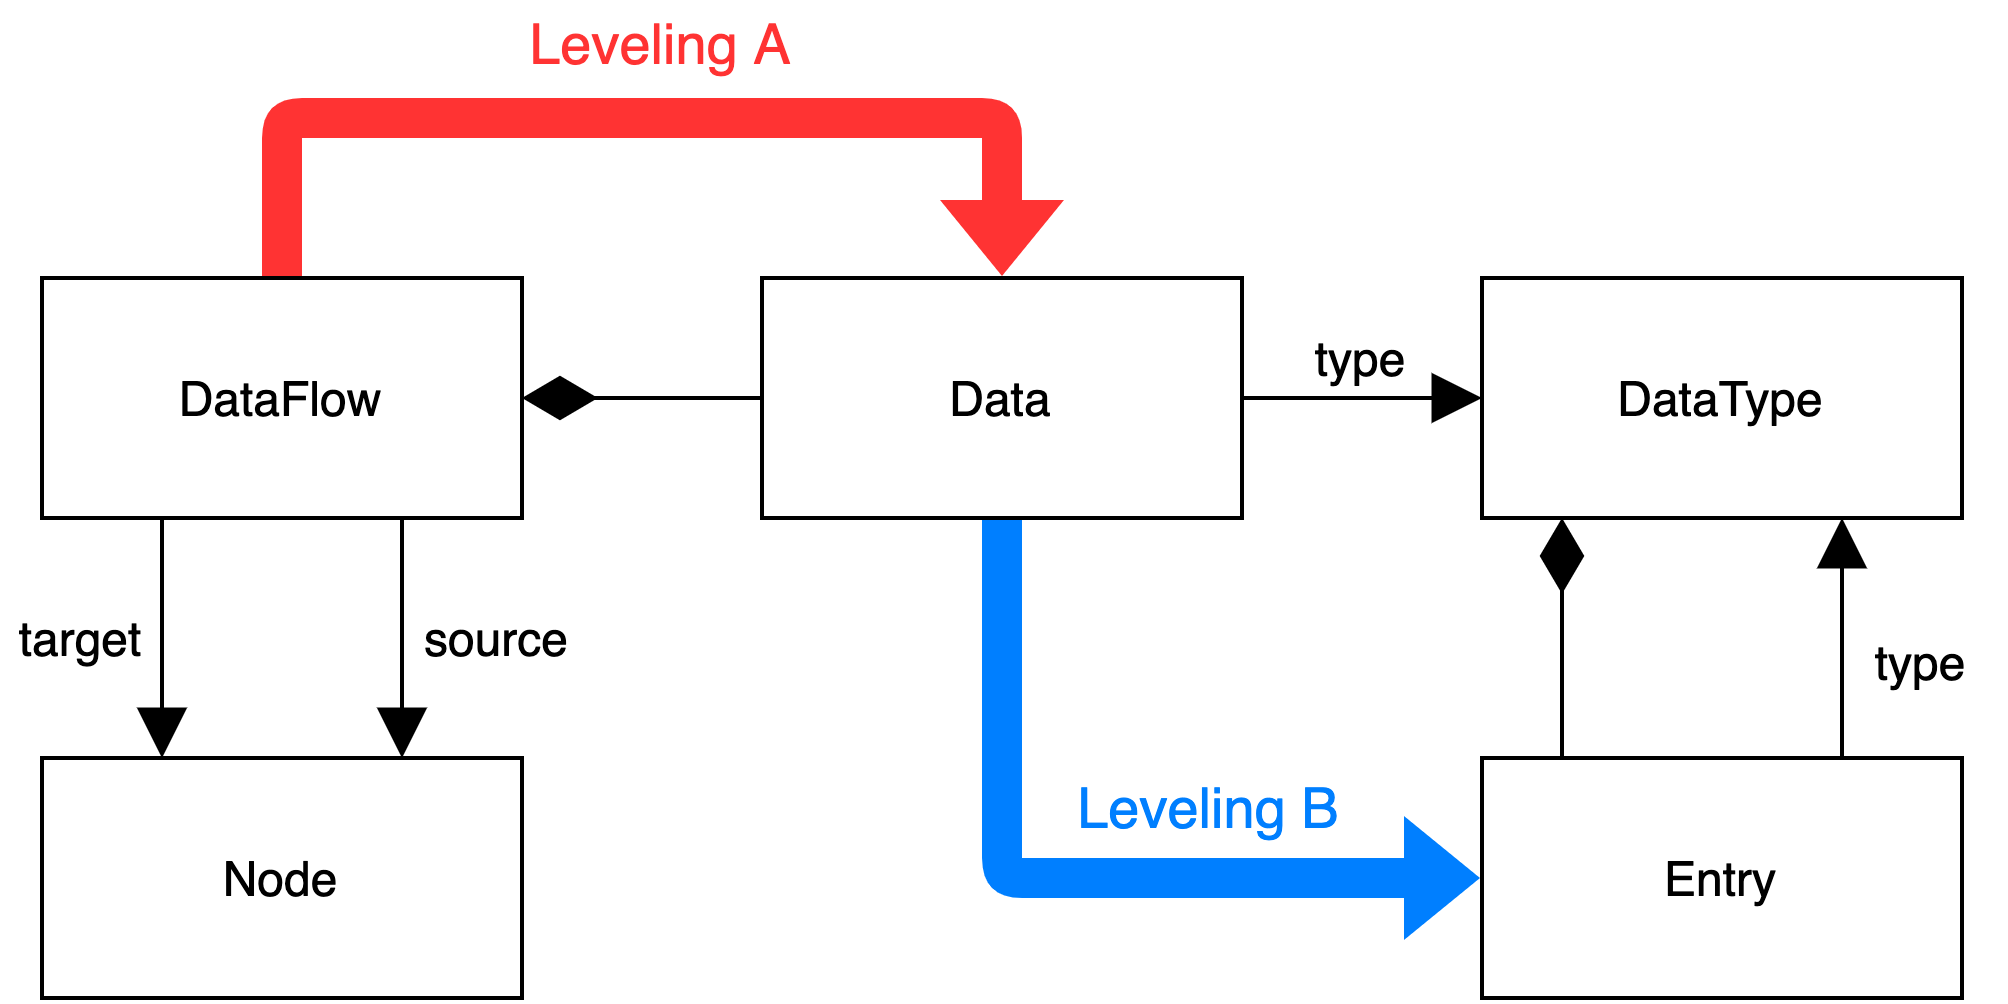 Leveling A
DataFlow
Data
type
DataType
target
source
type
Leveling B
Node
Entry